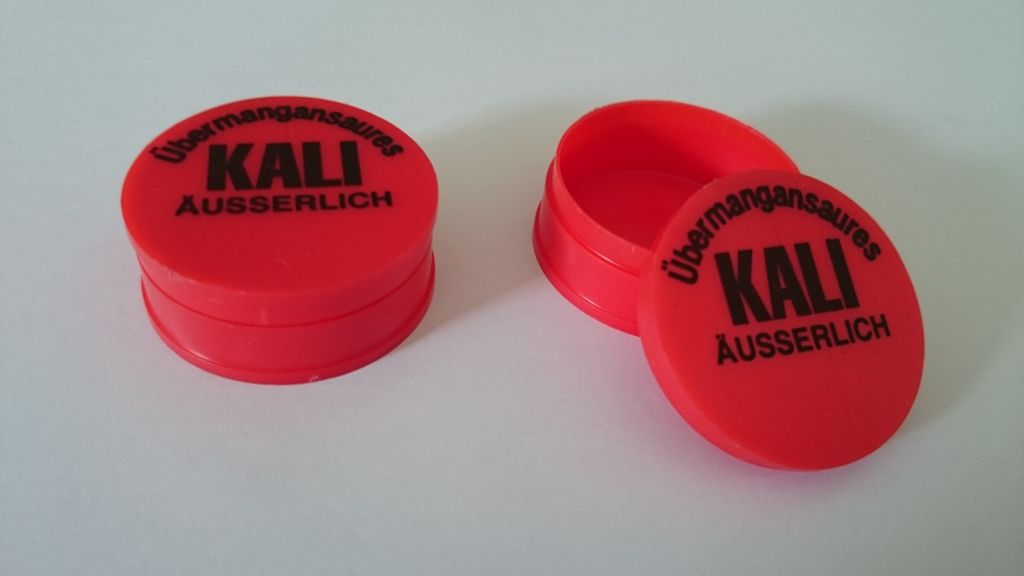 Übermangansaures
KALI
ÄUSSERLICH
Übermangansaures
KALI
ÄUSSERLICH